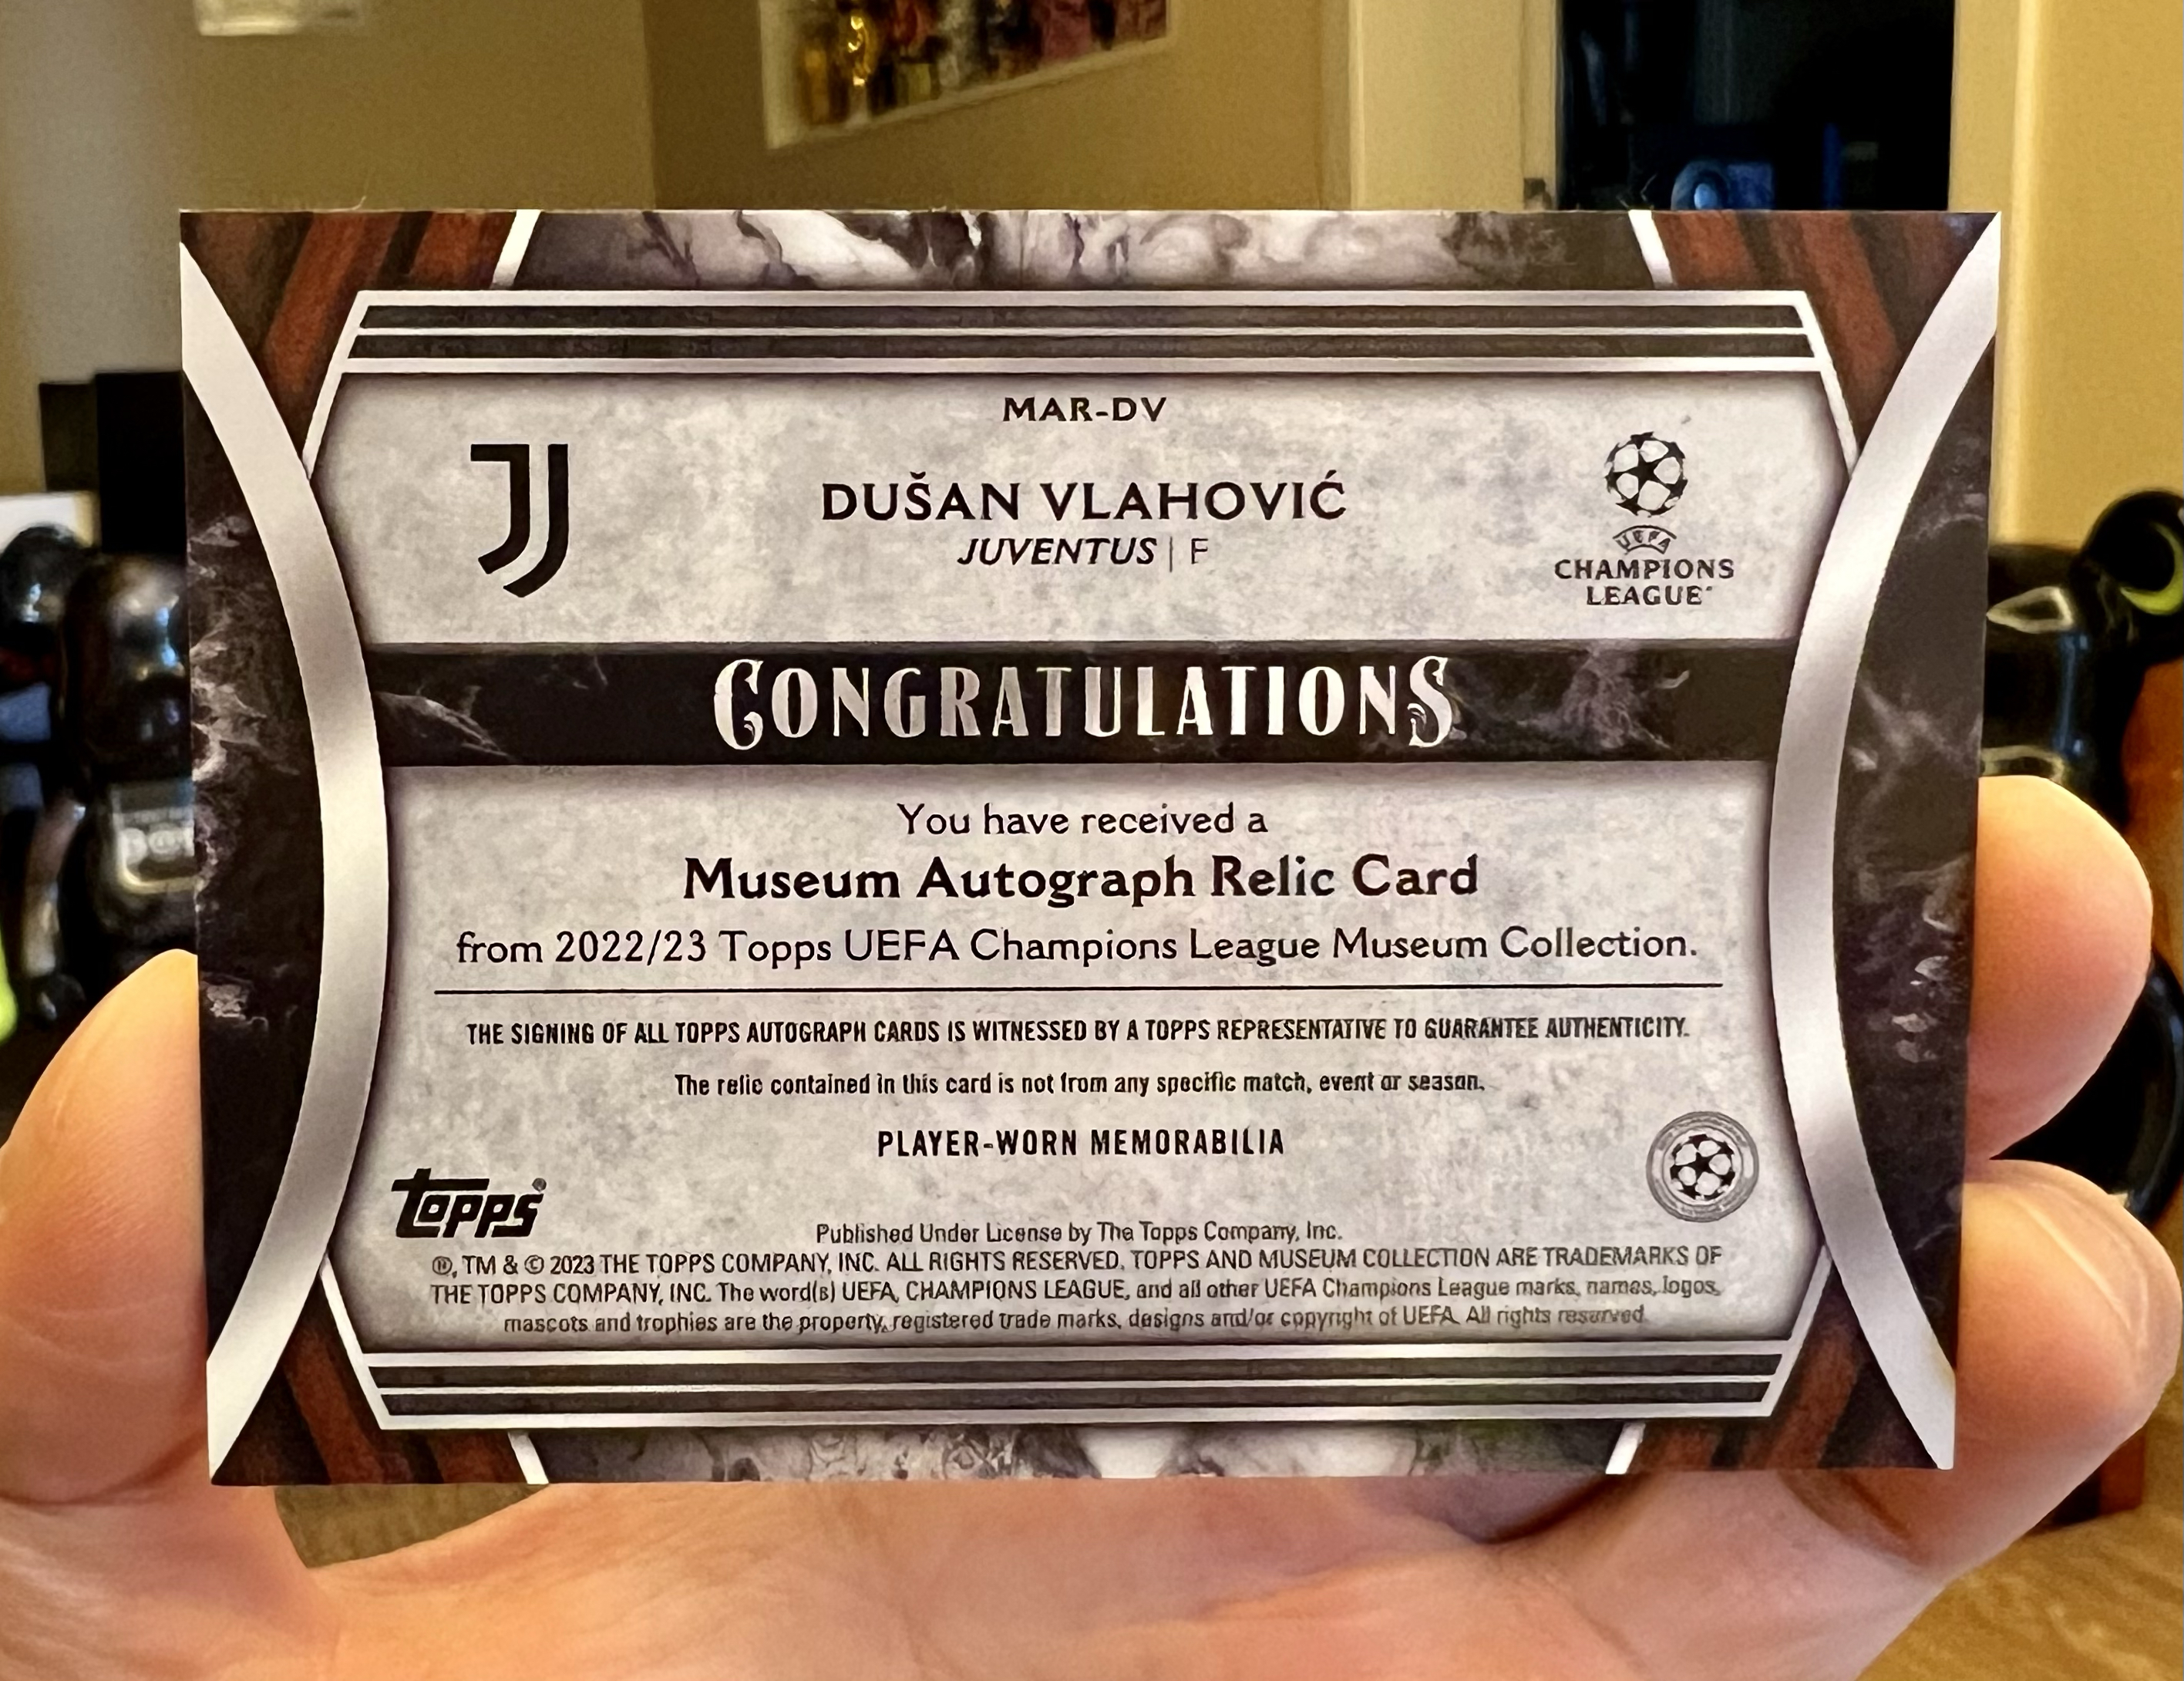 MAR-DV
DUŠAN VLAHOVIĆ
JUVENTUS | F
UEFA
CHAMPIONS
LEAGUE
CONGRATULATIONS
You have received a
Museum Autograph Relic Card
from 2022/23 Topps UEFA Champions League Museum Collection.
THE SIGNING OF ALL TOPPS AUTOGRAPH CARDS IS WITNESSED BY A TOPPS REPRESENTATIVE TO GUARANTEE AUTHENTICITY.
The relic contained in this card is not from any specific match, event or season.
PLAYER-WORN MEMORABILIA
topps®
Published Under License by The Topps Company, Inc.
®, TM & © 2023 THE TOPPS COMPANY, INC. ALL RIGHTS RESERVED. TOPPS AND MUSEUM COLLECTION ARE TRADEMARKS OF
THE TOPPS COMPANY, INC. The word(s) UEFA, CHAMPIONS LEAGUE, and all other UEFA Champions League marks, names, logos,
mascots and trophies are the property, registered trade marks, designs and/or copyright of UEFA. All rights reserved.